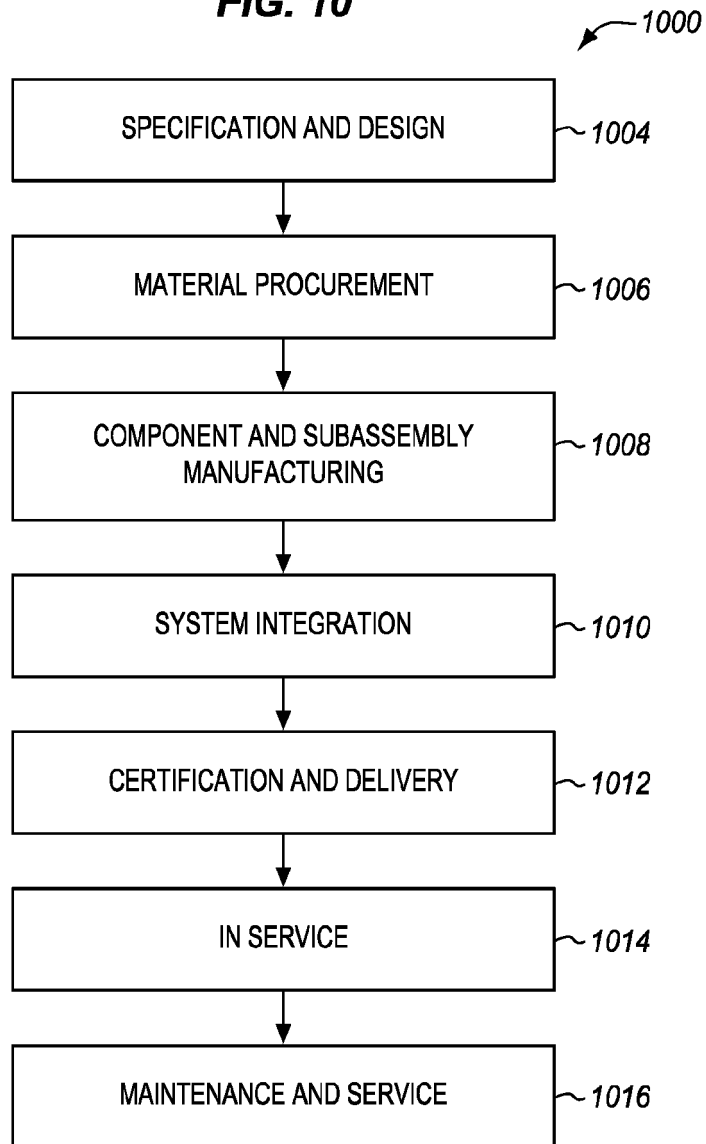 FIG. 10
1000
SPECIFICATION AND DESIGN
1004
MATERIAL PROCUREMENT
1006
COMPONENT AND SUBASSEMBLY
MANUFACTURING
1008
SYSTEM INTEGRATION
1010
CERTIFICATION AND DELIVERY
1012
IN SERVICE
1014
MAINTENANCE AND SERVICE
1016